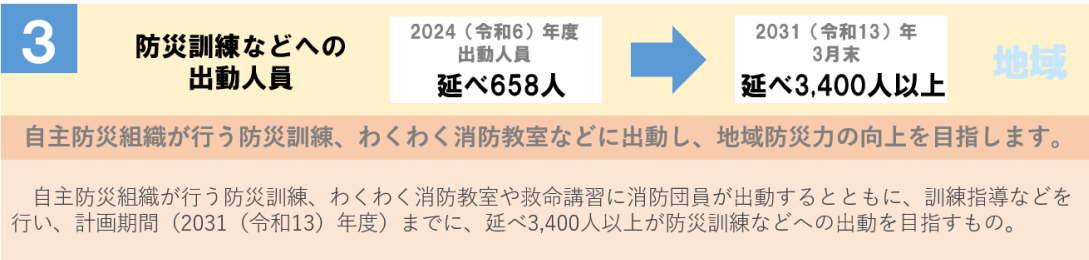 3
防災訓練などへの
出動人員
2024（令和6）年度
出動人員
延べ658人
2031（令和13）年
3月末
延べ3,400人以上
地域
自主防災組織が行う防災訓練、わくわく消防教室などに出動し、地域防災力の向上を目指します。
自主防災組織が行う防災訓練、わくわく消防教室や救命講習に消防団員が出動するとともに、訓練指導などを
行い、計画期間（2031（令和13）年度）までに、延べ3,400人以上が防災訓練などへの出動を目指すもの。